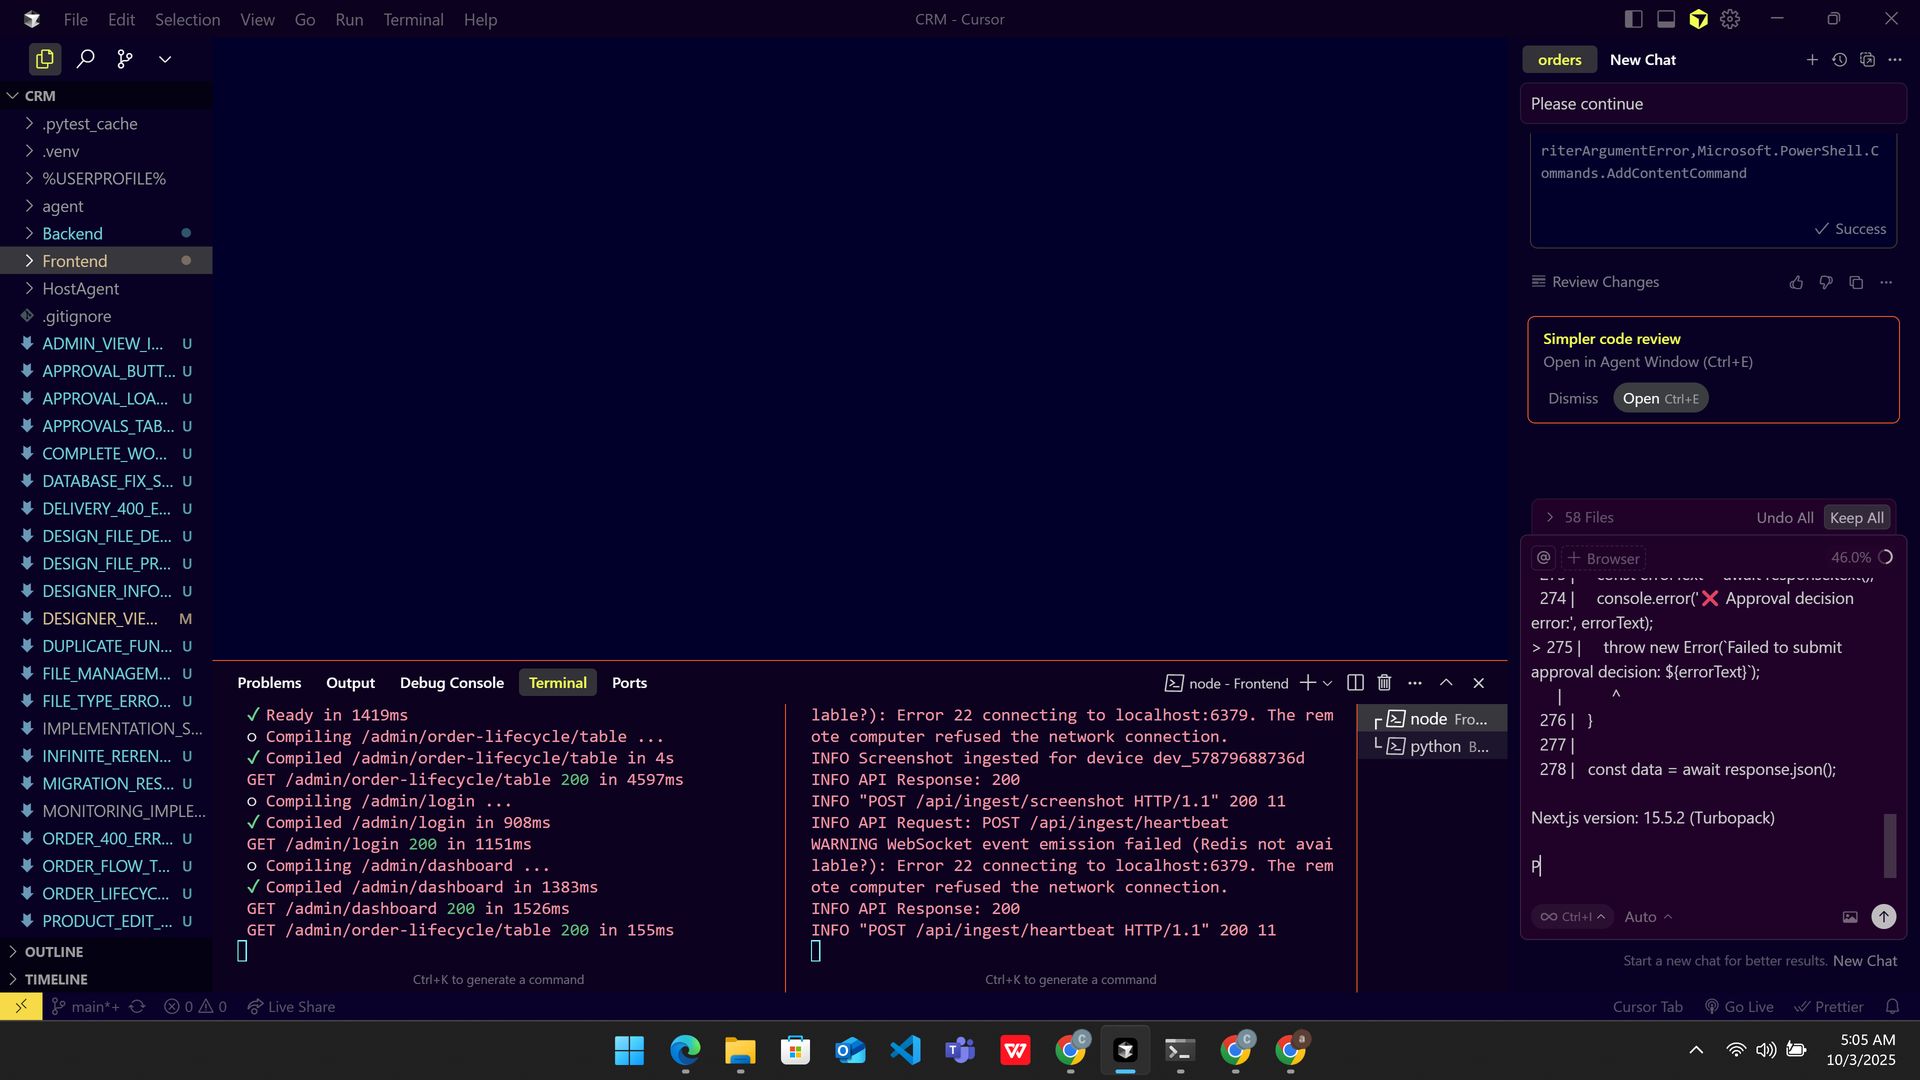 File Edit Selection View Go Run Terminal Help
CRM - Cursor
CRM
.pytest_cache
.venv
%USERPROFILE%
agent
Backend
Frontend
HostAgent
.gitignore
ADMIN_VIEW_I... U
APPROVAL_BUTT... U
APPROVAL_LOA... U
APPROVALS_TAB... U
COMPLETE_WO... U
DATABASE_FIX_S... U
DELIVERY_400_E... U
DESIGN_FILE_DE... U
DESIGN_FILE_PR... U
DESIGNER_INFO... U
DESIGNER_VIE... M
DUPLICATE_FUN... U
FILE_MANAGEM... U
FILE_TYPE_ERRO... U
IMPLEMENTATION_S...
INFINITE_REREN... U
MIGRATION_RES... U
MONITORING_IMPLE...
ORDER_400_ERR... U
ORDER_FLOW_T... U
ORDER_LIFECYC... U
PRODUCT_EDIT_... U
OUTLINE
TIMELINE
Problems Output Debug Console Terminal Ports
node - Frontend
✓ Ready in 1419ms
○ Compiling /admin/order-lifecycle/table ...
✓ Compiled /admin/order-lifecycle/table in 4s
GET /admin/order-lifecycle/table 200 in 4597ms
○ Compiling /admin/login ...
✓ Compiled /admin/login in 908ms
GET /admin/login 200 in 1151ms
○ Compiling /admin/dashboard ...
✓ Compiled /admin/dashboard in 1383ms
GET /admin/dashboard 200 in 1526ms
GET /admin/order-lifecycle/table 200 in 155ms
Ctrl+K to generate a command
lable?): Error 22 connecting to localhost:6379. The rem
ote computer refused the network connection.
INFO Screenshot ingested for device dev_57879688736d
INFO API Response: 200
INFO "POST /api/ingest/screenshot HTTP/1.1" 200 11
INFO API Request: POST /api/ingest/heartbeat
WARNING WebSocket event emission failed (Redis not avai
lable?): Error 22 connecting to localhost:6379. The rem
ote computer refused the network connection.
INFO API Response: 200
INFO "POST /api/ingest/heartbeat HTTP/1.1" 200 11
Ctrl+K to generate a command
node Fro...
python B...
orders New Chat
Please continue
riterArgumentError,Microsoft.PowerShell.C
ommands.AddContentCommand
Success
Review Changes
Simpler code review
Open in Agent Window (Ctrl+E)
Dismiss Open Ctrl+E
58 Files Undo All Keep All
@ + Browser 46.0%
274 | console.error('❌ Approval decision
error:', errorText);
> 275 | throw new Error(`Failed to submit
approval decision: ${errorText}`);
| ^
276 | }
277 |
278 | const data = await response.json();
Next.js version: 15.5.2 (Turbopack)
P
∞ Ctrl+I Auto
Start a new chat for better results. New Chat
main*+ 0 0 Live Share
Cursor Tab Go Live Prettier
5:05 AM
10/3/2025